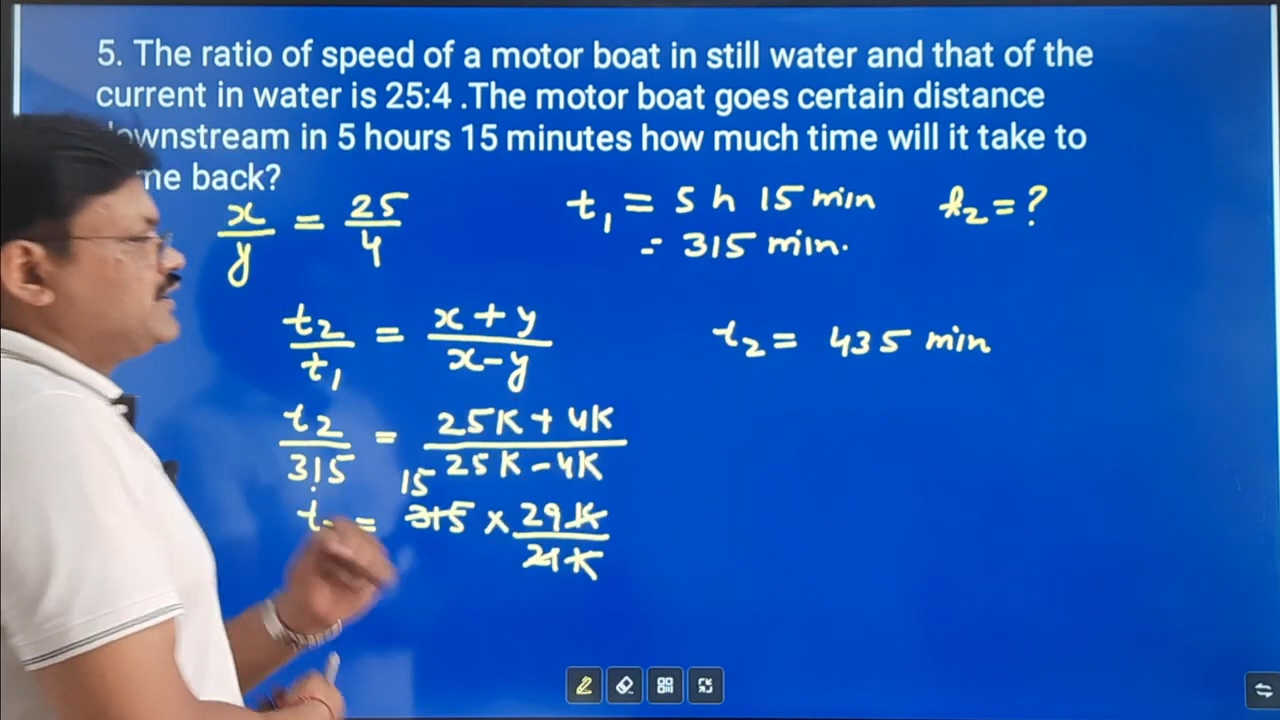 5. The ratio of speed of a motor boat in still water and that of the
current in water is 25:4 .The motor boat goes certain distance
in 5 hours 15 minutes how much time will it take to
back?
x/y = 25/4
t₁ = 5 h 15 min
= 315 min.
t₂ = ?
t₂/t₁ = x+y/x-y
t₂ = 435 min
t₂/315 = 25K + 4K/25K - 4K
15
= 315 × 29K/21K